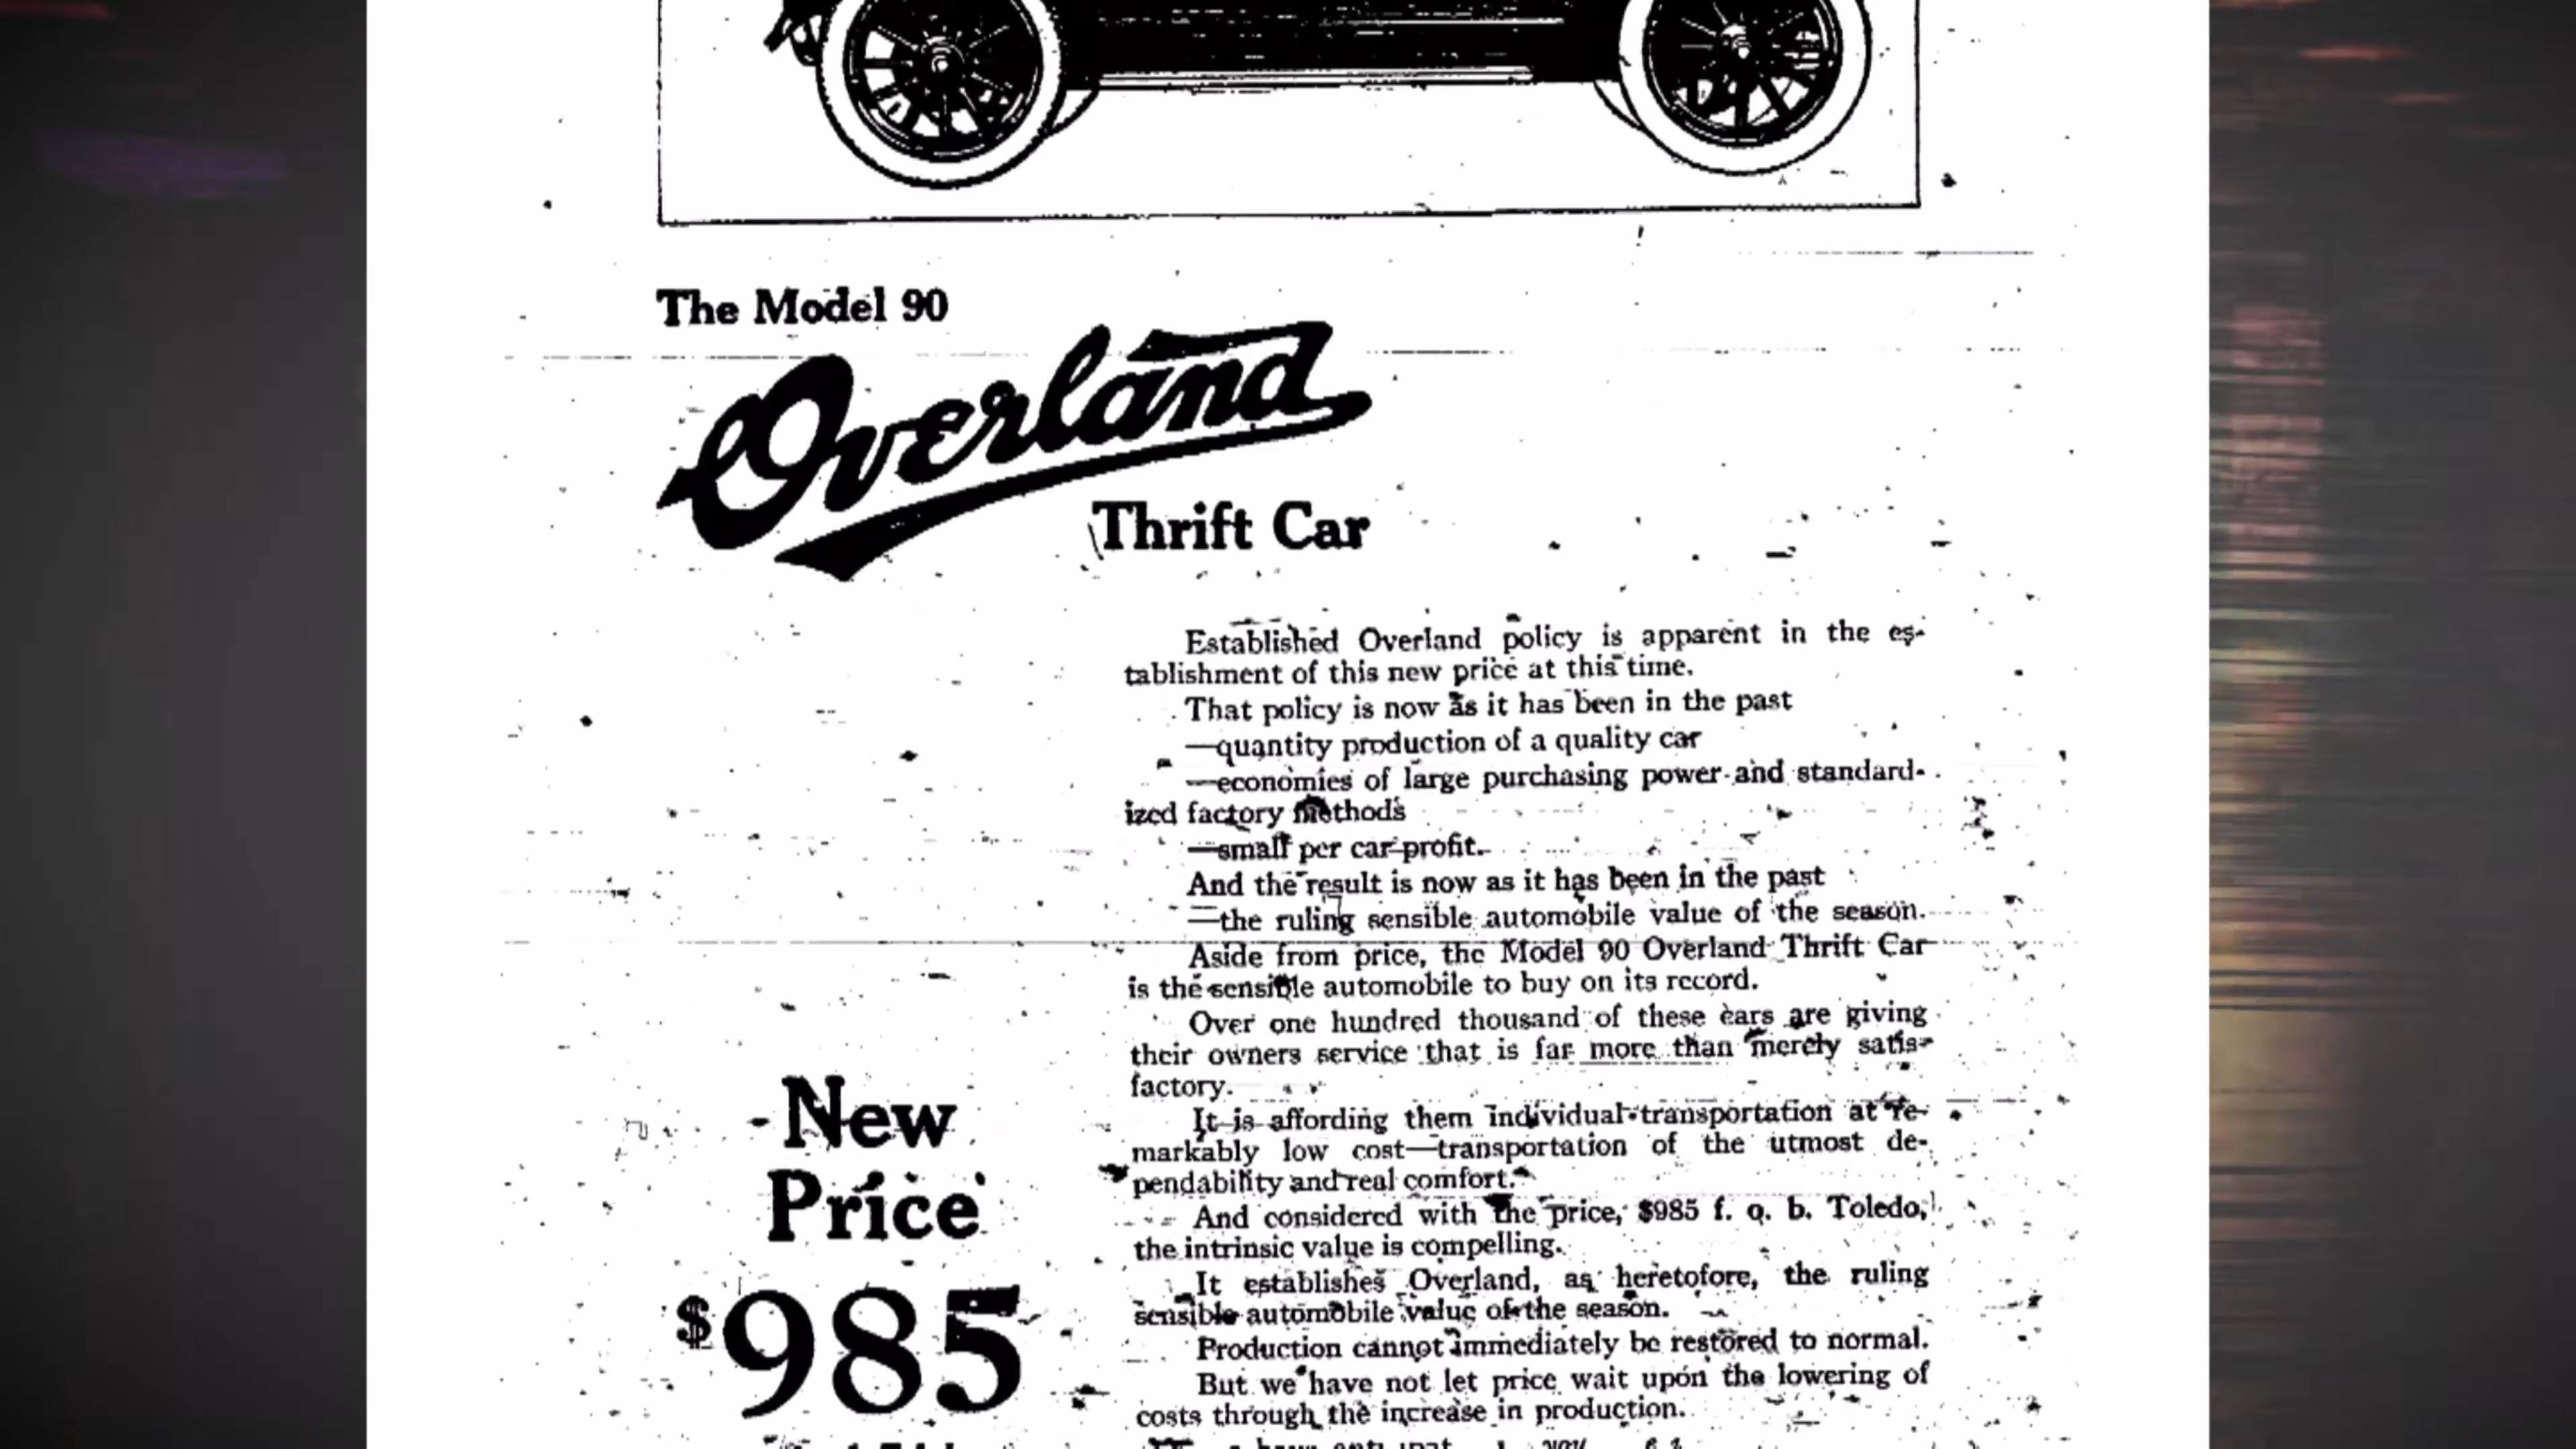 The Model 90
Overland
Thrift Car
Established Overland policy is apparent in the es-
tablishment of this new price at this time.
That policy is now as it has been in the past
—quantity production of a quality car
—economies of large purchasing power and standard-
ized factory methods
—small per car profit.
And the result is now as it has been in the past
—the ruling sensible automobile value of the season.
Aside from price, the Model 90 Overland Thrift Car
is the sensible automobile to buy on its record.
Over one hundred thousand of these cars are giving
their owners service that is far more than merely satis-
factory.
It is affording them individual transportation at re-
markably low cost—transportation of the utmost de-
pendability and real comfort.
And considered with the price, $985 f. o. b. Toledo,
the intrinsic value is compelling.
It establishes Overland, as heretofore, the ruling
sensible automobile value of the season.
Production cannot immediately be restored to normal.
But we have not let price wait upon the lowering of
costs through the increase in production.
New
Price
$985